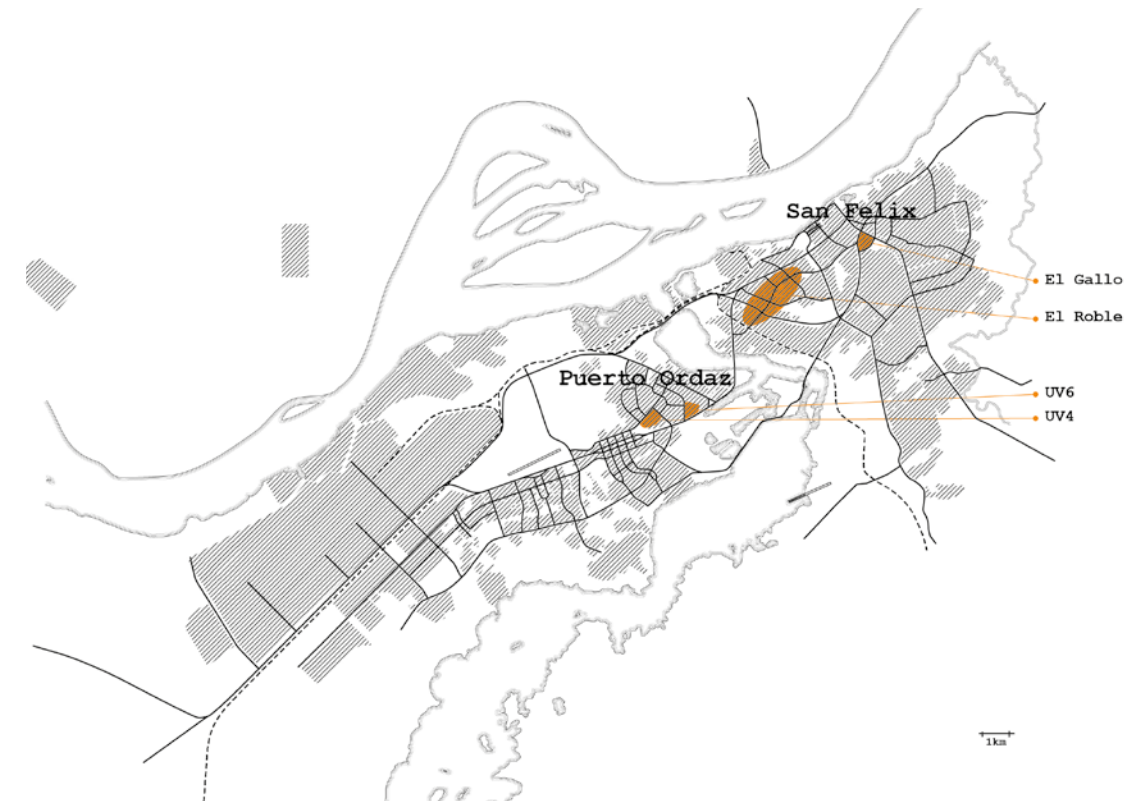 San Felix
El Gallo
El Roble
Puerto Ordaz
UV6
UV4
1km